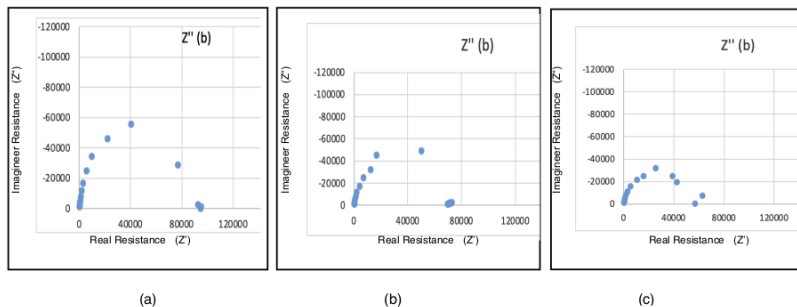 Z'' (b)
-120000
-100000
-80000
-60000
-40000
-20000
0
0
40000
80000
120000
Imagineer Resistance (Z'')
Real Resistance (Z')
(a)
Z'' (b)
-120000
-100000
-80000
-60000
-40000
-20000
0
0
40000
80000
120000
Imagineer Resistance (Z'')
Real Resistance (Z')
(b)
Z'' (b)
-120000
-100000
-80000
-60000
-40000
-20000
0
0
40000
80000
120000
Imagineer Resistance (Z'')
Real Resistance (Z')
(c)